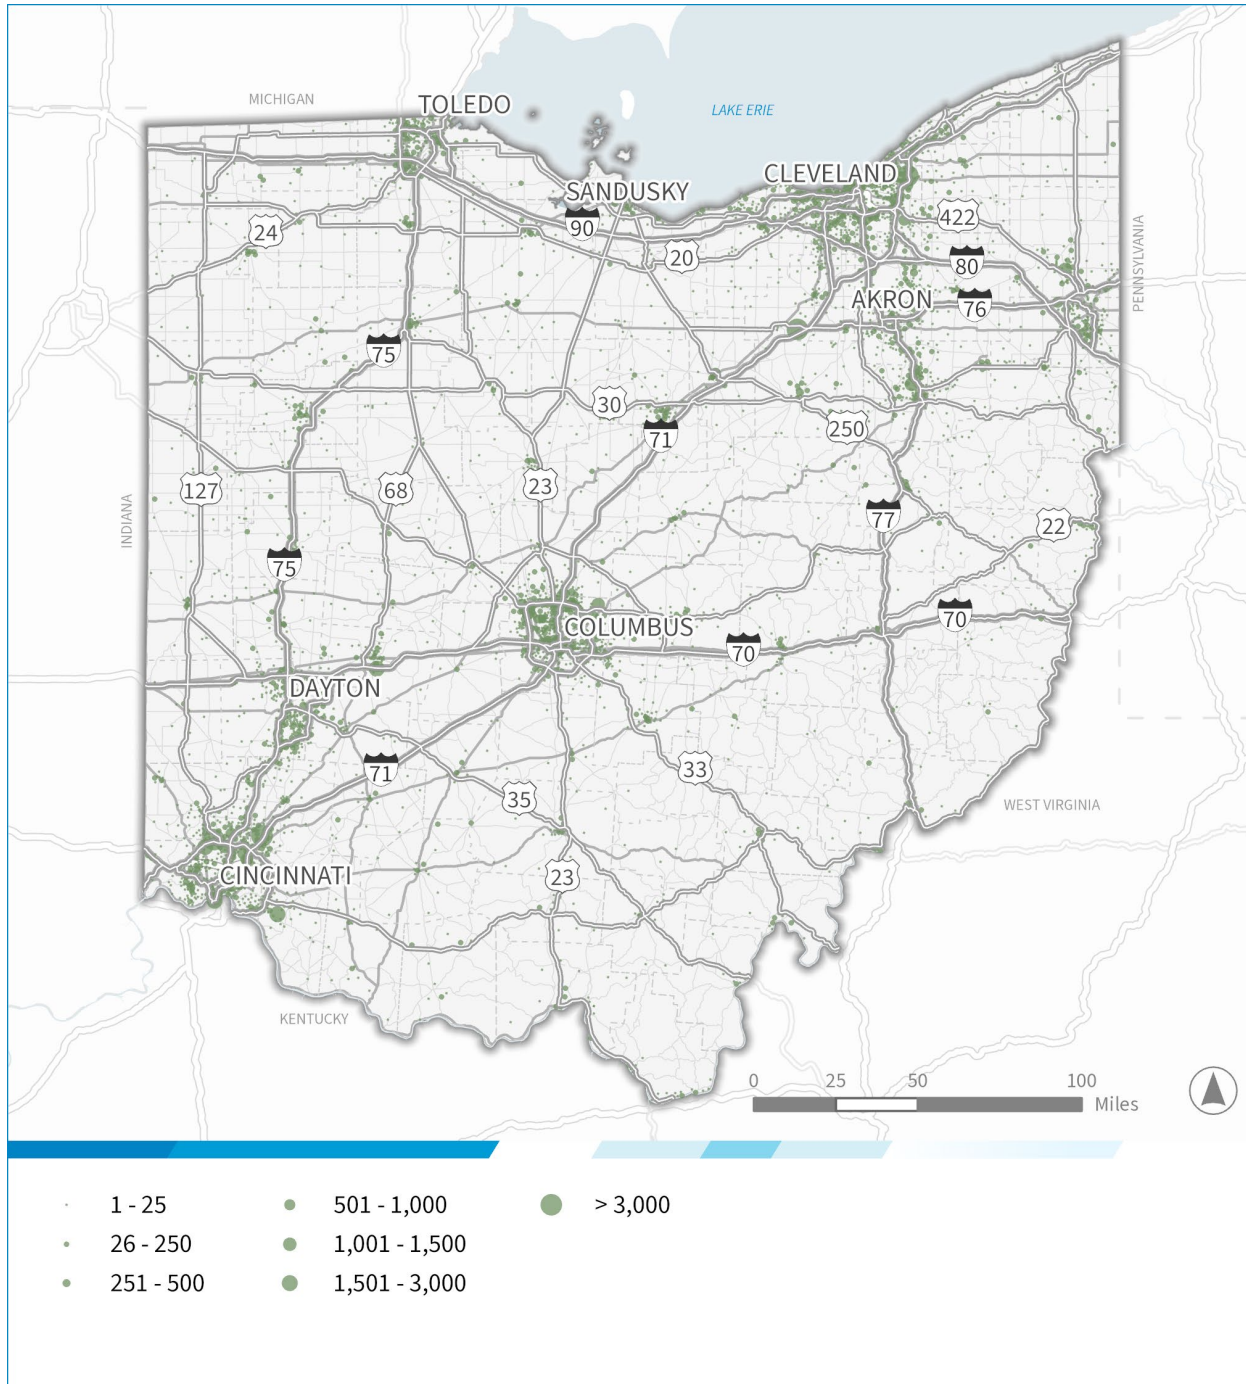 MICHIGAN
TOLEDO
LAKE ERIE
CLEVELAND
SANDUSKY
24
90
20
422
80
PENNSYLVANIA
AKRON
76
75
30
71
250
127
68
23
77
22
INDIANA
75
COLUMBUS
70
70
DAYTON
71
35
33
WEST VIRGINIA
CINCINNATI
23
KENTUCKY
0 25 50 100
Miles
1 - 25
26 - 250
251 - 500
501 - 1,000
1,001 - 1,500
1,501 - 3,000
> 3,000